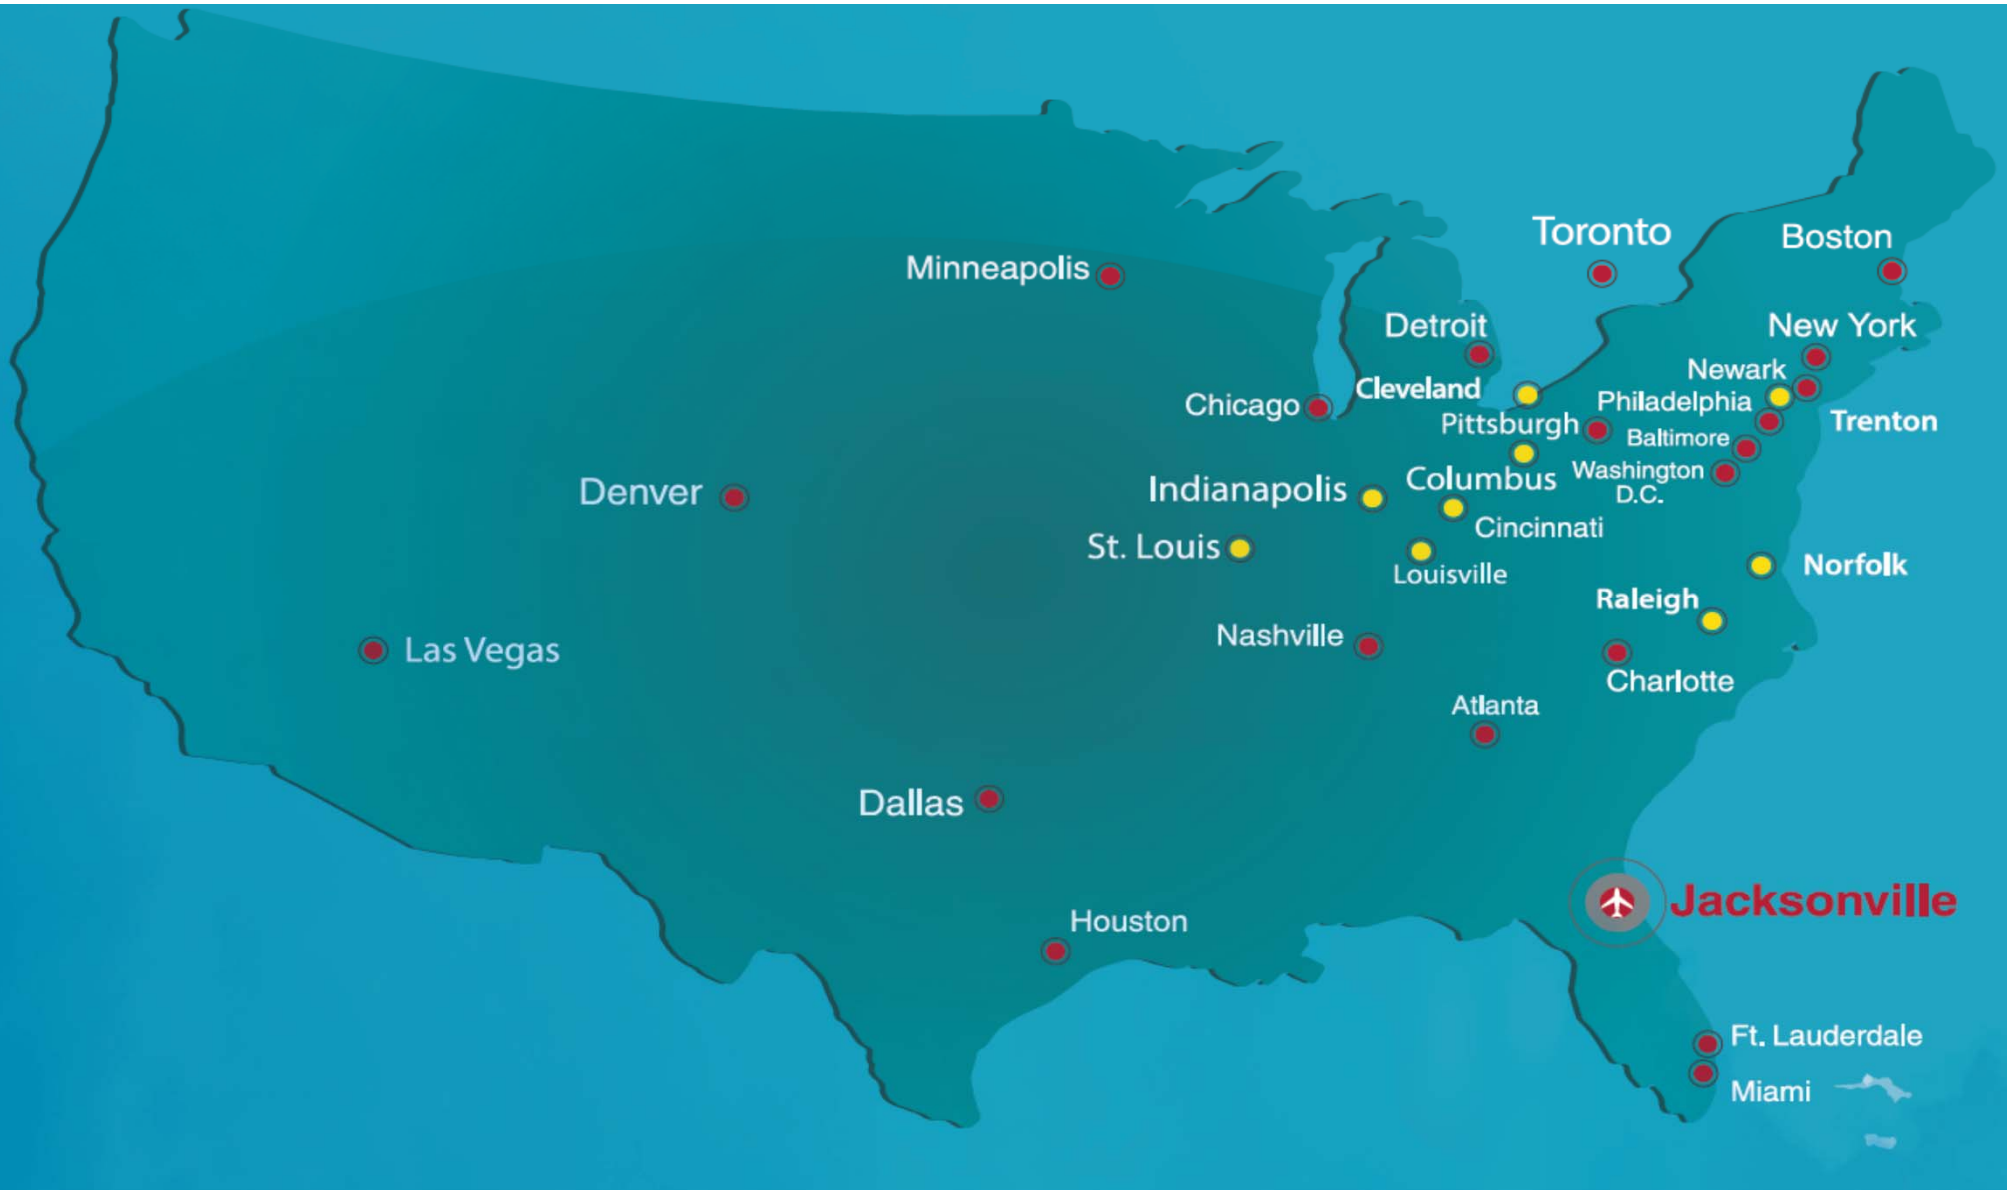 Toronto
Boston
Minneapolis
Detroit
New York
Newark
Cleveland
Chicago
Philadelphia
Pittsburgh
Trenton
Baltimore
Washington
D.C.
Columbus
Indianapolis
Denver
Cincinnati
St. Louis
Louisville
Norfolk
Raleigh
Nashville
Las Vegas
Charlotte
Atlanta
Dallas
Jacksonville
Houston
Ft. Lauderdale
Miami